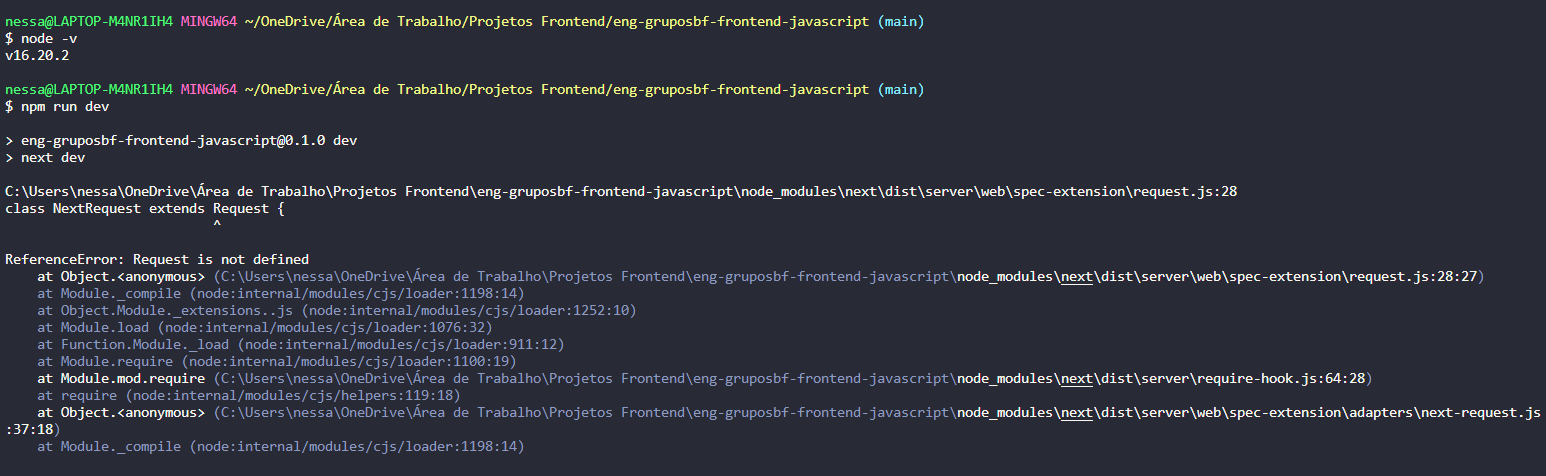 nessa@LAPTOP-M4NR1IH4 MINGW64 ~/OneDrive/Área de Trabalho/Projetos Frontend/eng-gruposbf-frontend-javascript (main)
$ node -v
v16.20.2
nessa@LAPTOP-M4NR1IH4 MINGW64 ~/OneDrive/Área de Trabalho/Projetos Frontend/eng-gruposbf-frontend-javascript (main)
$ npm run dev
> eng-gruposbf-frontend-javascript@0.1.0 dev
> next dev
C:\Users\nessa\OneDrive\Área de Trabalho\Projetos Frontend\eng-gruposbf-frontend-javascript\node_modules\next\dist\server\web\spec-extension\request.js:28
class NextRequest extends Request {
^
ReferenceError: Request is not defined
at Object.<anonymous> (C:\Users\nessa\OneDrive\Área de Trabalho\Projetos Frontend\eng-gruposbf-frontend-javascript\node_modules\next\dist\server\web\spec-extension\request.js:28:27)
at Module._compile (node:internal/modules/cjs/loader:1198:14)
at Object.Module._extensions..js (node:internal/modules/cjs/loader:1252:10)
at Module.load (node:internal/modules/cjs/loader:1076:32)
at Function.Module._load (node:internal/modules/cjs/loader:911:12)
at Module.require (node:internal/modules/cjs/loader:1100:19)
at Module.mod.require (C:\Users\nessa\OneDrive\Área de Trabalho\Projetos Frontend\eng-gruposbf-frontend-javascript\node_modules\next\dist\server\require-hook.js:64:28)
at require (node:internal/modules/cjs/helpers:119:18)
at Object.<anonymous> (C:\Users\nessa\OneDrive\Área de Trabalho\Projetos Frontend\eng-gruposbf-frontend-javascript\node_modules\next\dist\server\web\spec-extension\adapters\next-request.js
:37:18)
at Module._compile (node:internal/modules/cjs/loader:1198:14)